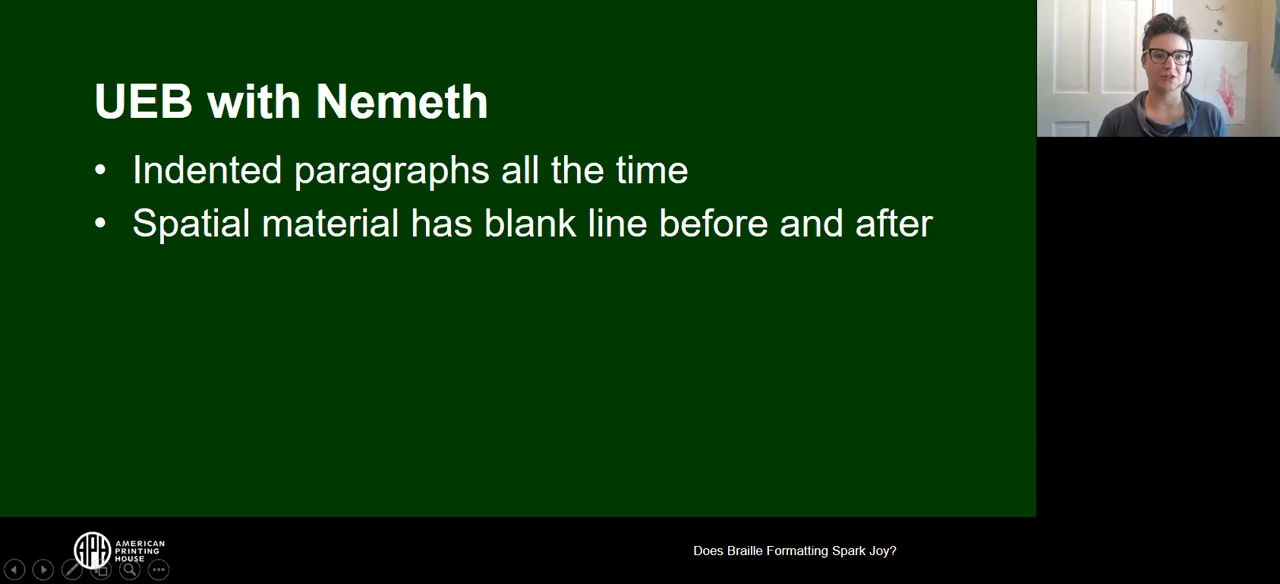 UEB with Nemeth
• Indented paragraphs all the time
• Spatial material has blank line before and after
APH
AMERICAN
PRINTING
HOUSE
Does Braille Formatting Spark Joy?